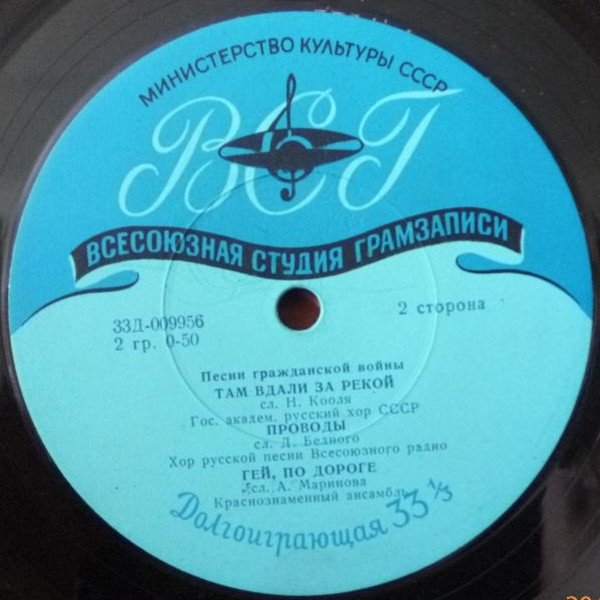 МИНИСТЕРСТВО КУЛЬТУРЫ СССР
ВСГ
ВСЕСОЮЗНАЯ СТУДИЯ ГРАМЗАПИСИ
33Д-009956
2 гр. 0-50
2 сторона
Песни гражданской войны
ТАМ ВДАЛИ ЗА РЕКОЙ
сл. Н. Кооля
Гос. академ. русский хор СССР
ПРОВОДЫ
сл. Д. Бедного
Хор русской песни Всесоюзного радио
ГЕЙ, ПО ДОРОГЕ
сл. А. Маринова
Краснознаменный ансамбль
Долгоиграющая 33 1/3